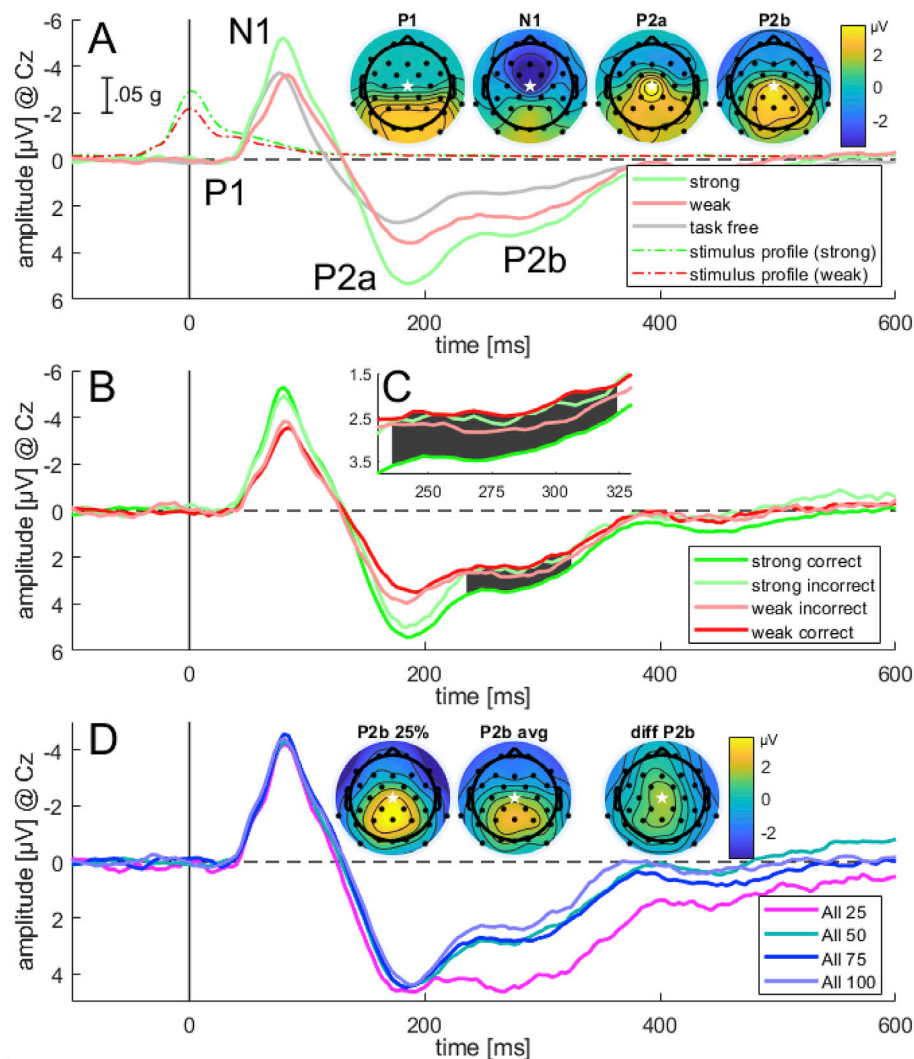 A
N1
P1
N1
P2a
P2b
µV
2
0
-2
-6
-4
-2
0
2
4
6
amplitude [µV] @ Cz
.05 g
P1
P2a
P2b
strong
weak
task free
stimulus profile (strong)
stimulus profile (weak)
0
200
400
600
time [ms]
B
C
1.5
2.5
3.5
250
275
300
330
-6
-4
-2
0
2
4
6
amplitude [µV] @ Cz
strong correct
strong incorrect
weak incorrect
weak correct
0
200
400
600
time [ms]
D
P2b 25%
P2b avg
diff P2b
µV
2
0
-2
-4
-2
0
2
4
amplitude [µV] @ Cz
All 25
All 50
All 75
All 100
0
200
400
600
time [ms]